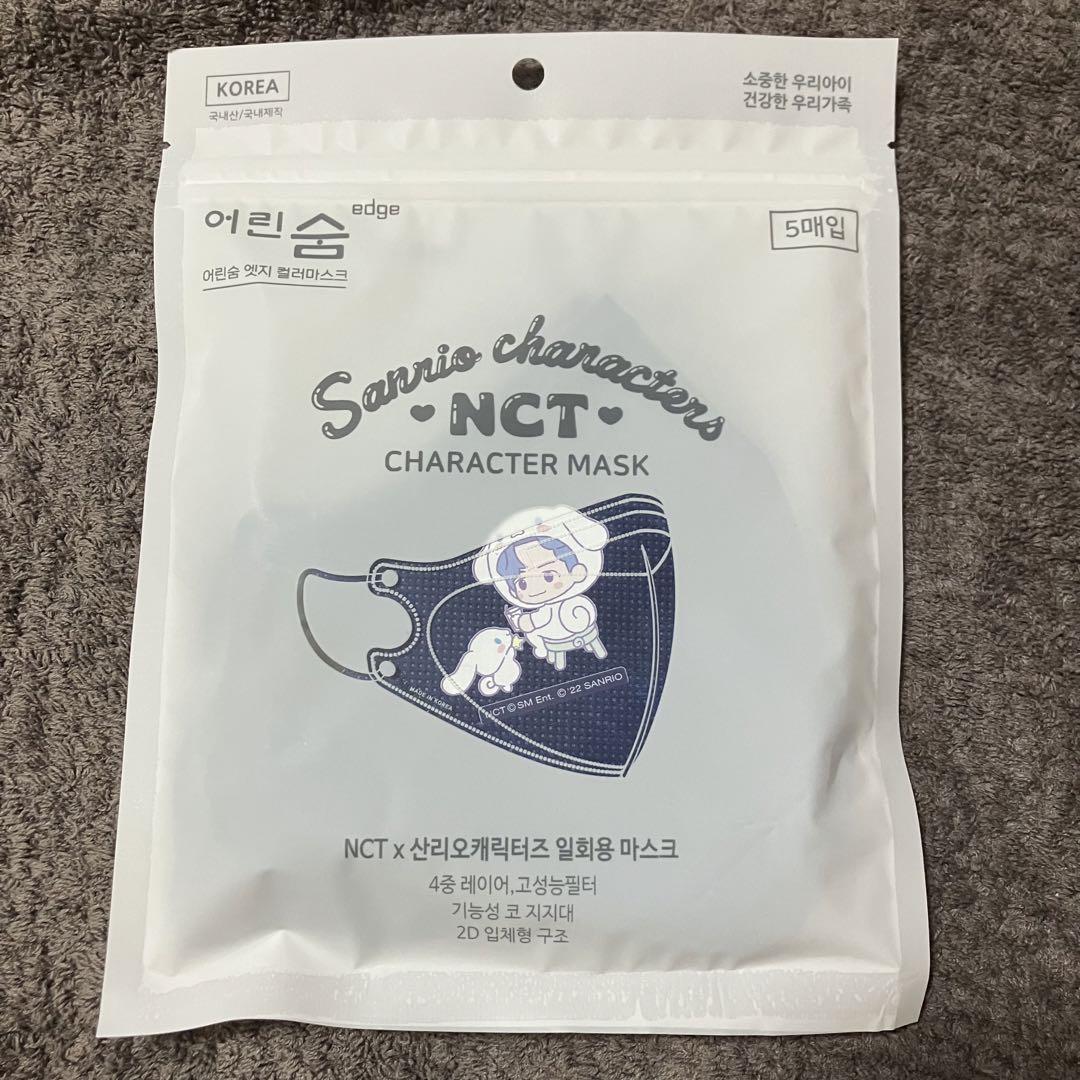 KOREA
국내산/국내제작
소중한 우리아이
건강한 우리가족
어린숨 edge
어린숨 엣지 컬러마스크
5매입
Sanrio characters
NCT
CHARACTER MASK
MADE IN KOREA
NCT © SM Ent. © '22 SANRIO
NCT x 산리오캐릭터즈 일회용 마스크
4중 레이어,고성능필터
기능성 코 지지대
2D 입체형 구조